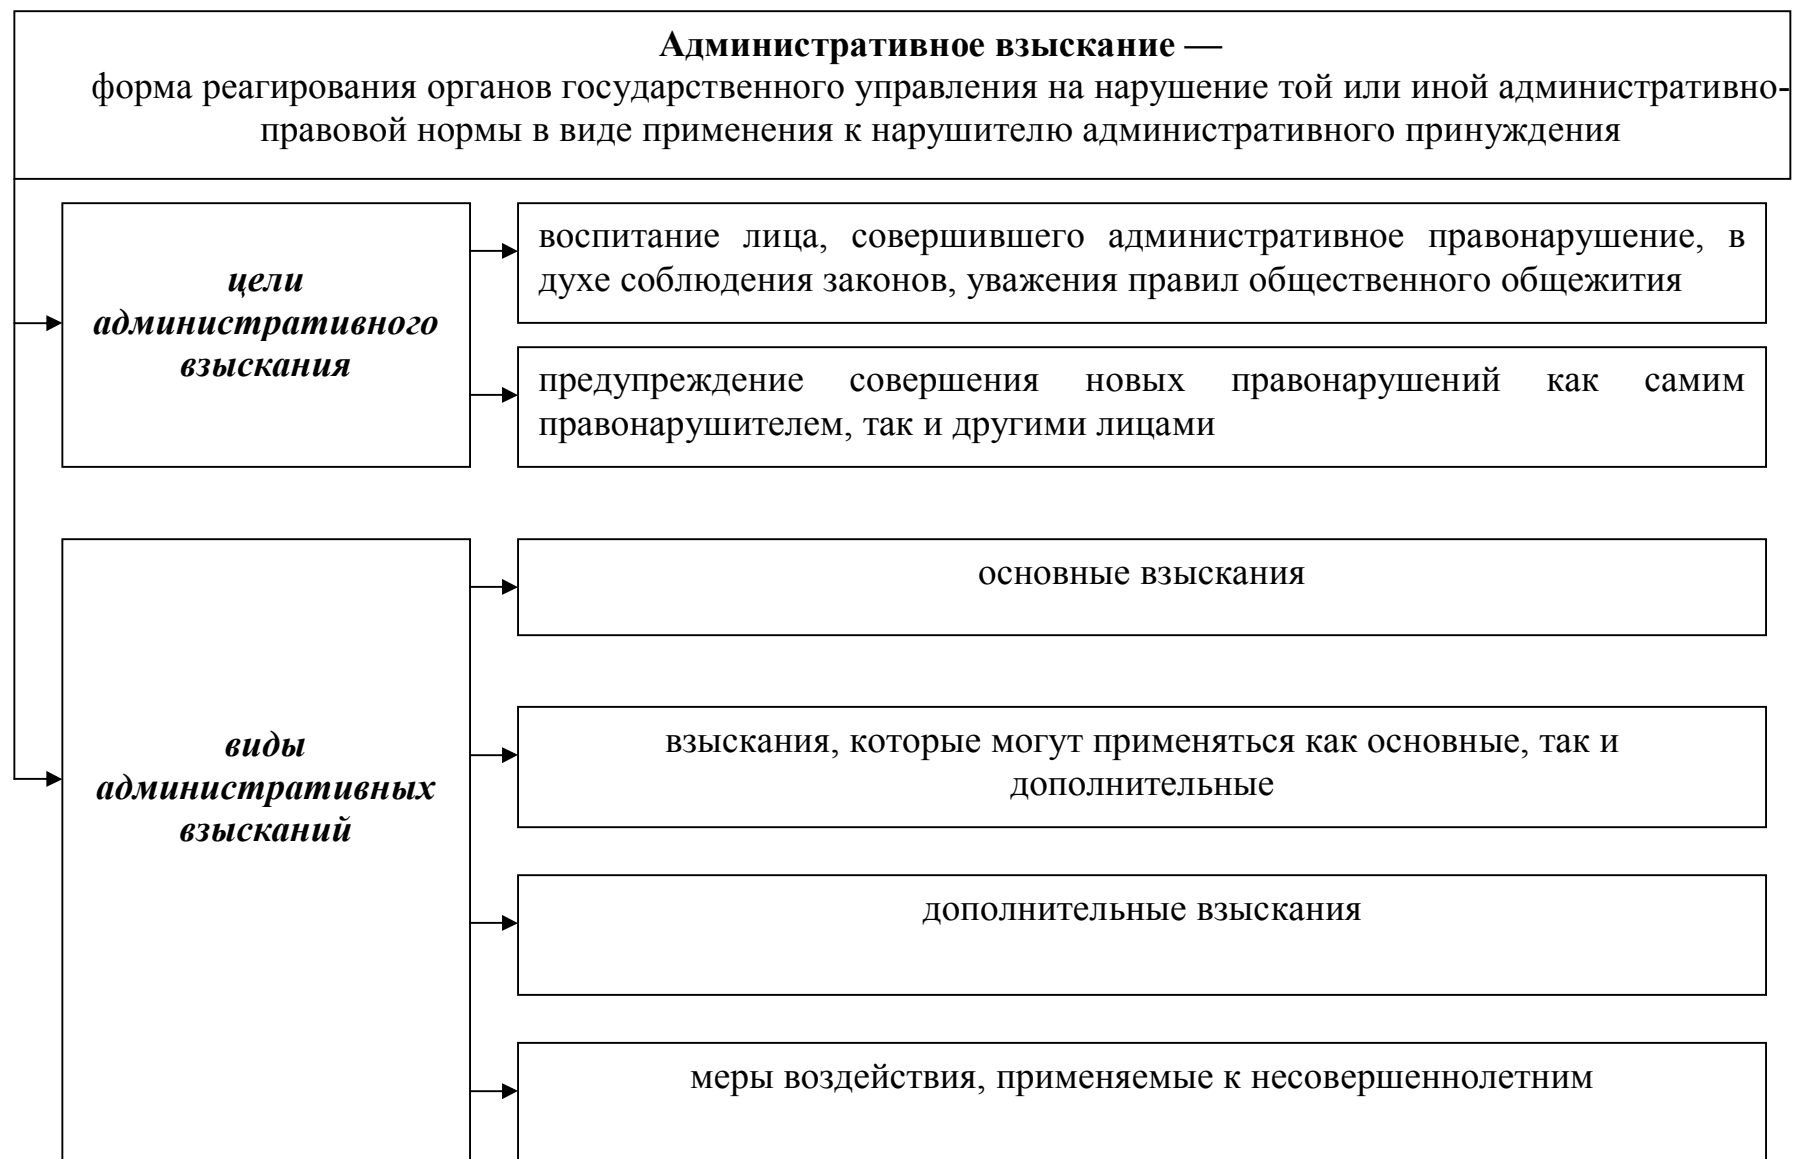 Административное взыскание —
форма реагирования органов государственного управления на нарушение той или иной административно-
правовой нормы в виде применения к нарушителю административного принуждения
цели
административного
взыскания
воспитание лица, совершившего административное правонарушение, в
духе соблюдения законов, уважения правил общественного общежития
предупреждение совершения новых правонарушений как самим
правонарушителем, так и другими лицами
виды
административных
взысканий
основные взыскания
взыскания, которые могут применяться как основные, так и
дополнительные
дополнительные взыскания
меры воздействия, применяемые к несовершеннолетним